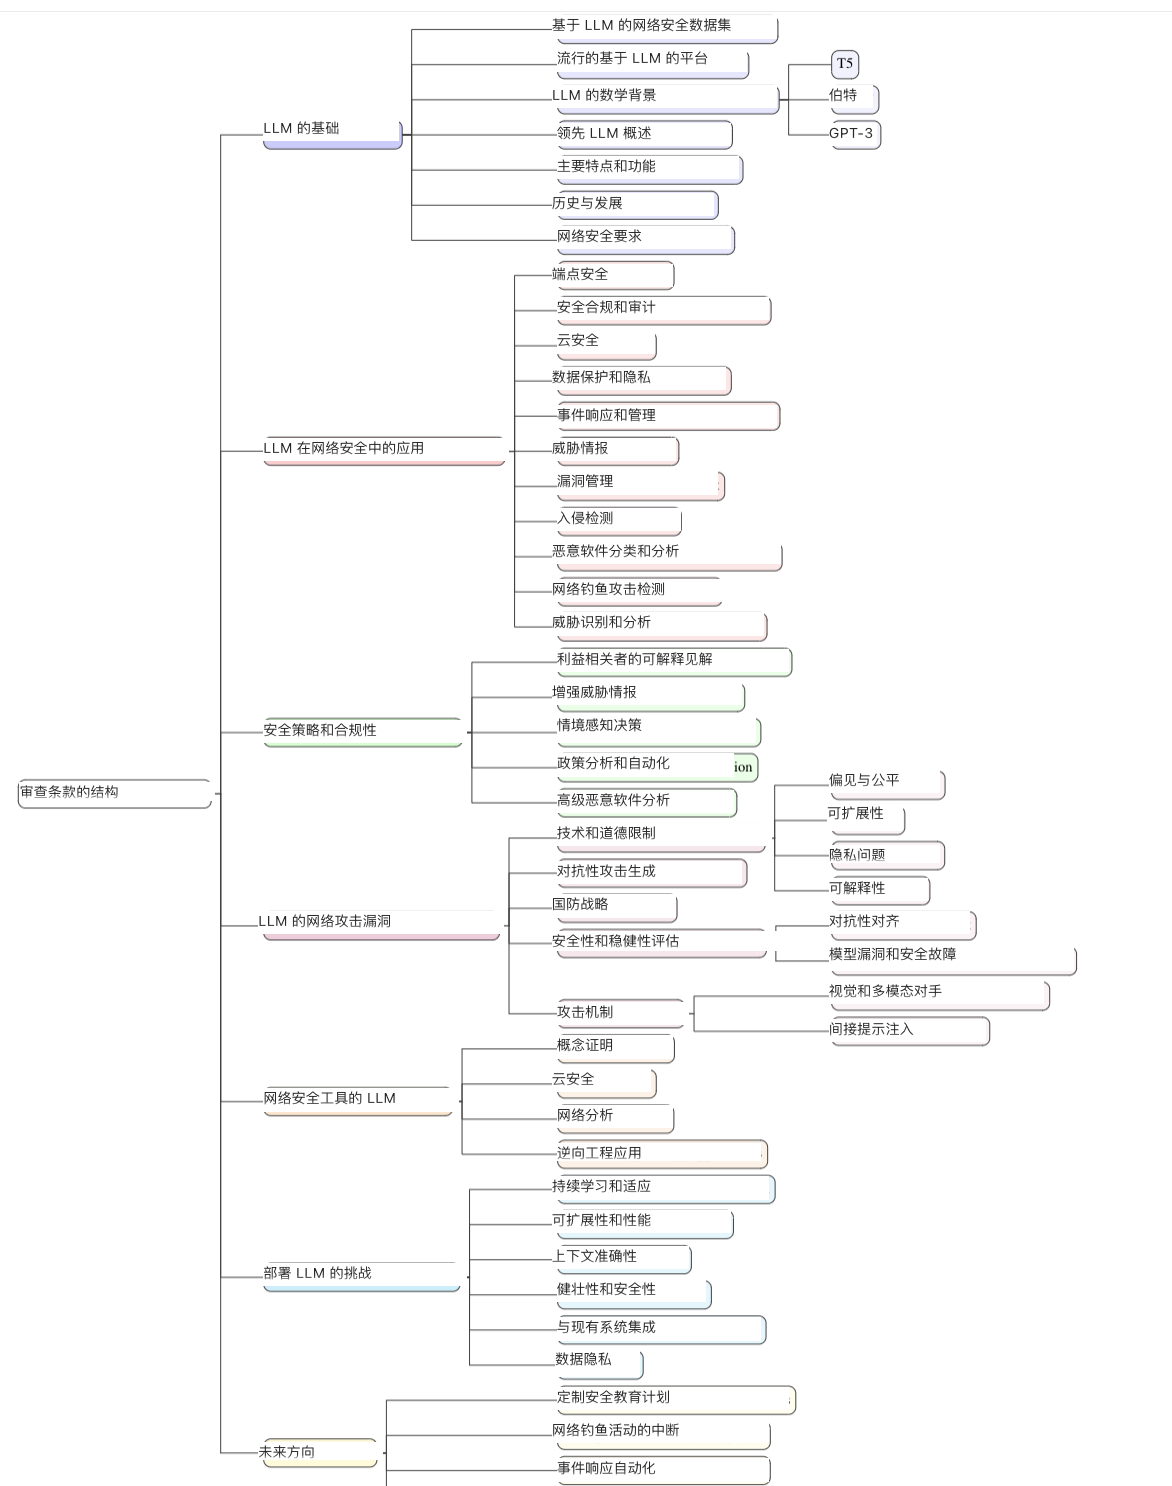 审查条款的结构
LLM 的基础
基于 LLM 的网络安全数据集
流行的基于 LLM 的平台
LLM 的数学背景
T5
伯特
GPT-3
领先 LLM 概述
主要特点和功能
历史与发展
网络安全要求
LLM 在网络安全中的应用
端点安全
安全合规和审计
云安全
数据保护和隐私
事件响应和管理
威胁情报
漏洞管理
入侵检测
恶意软件分类和分析
网络钓鱼攻击检测
威胁识别和分析
安全策略和合规性
利益相关者的可解释见解
增强威胁情报
情境感知决策
政策分析和自动化
ion
高级恶意软件分析
LLM 的网络攻击漏洞
技术和道德限制
偏见与公平
可扩展性
隐私问题
可解释性
对抗性攻击生成
国防战略
安全性和稳健性评估
对抗性对齐
模型漏洞和安全故障
攻击机制
视觉和多模态对手
间接提示注入
网络安全工具的 LLM
概念证明
云安全
网络分析
逆向工程应用
部署 LLM 的挑战
持续学习和适应
可扩展性和性能
上下文准确性
健壮性和安全性
与现有系统集成
数据隐私
未来方向
定制安全教育计划
网络钓鱼活动的中断
事件响应自动化